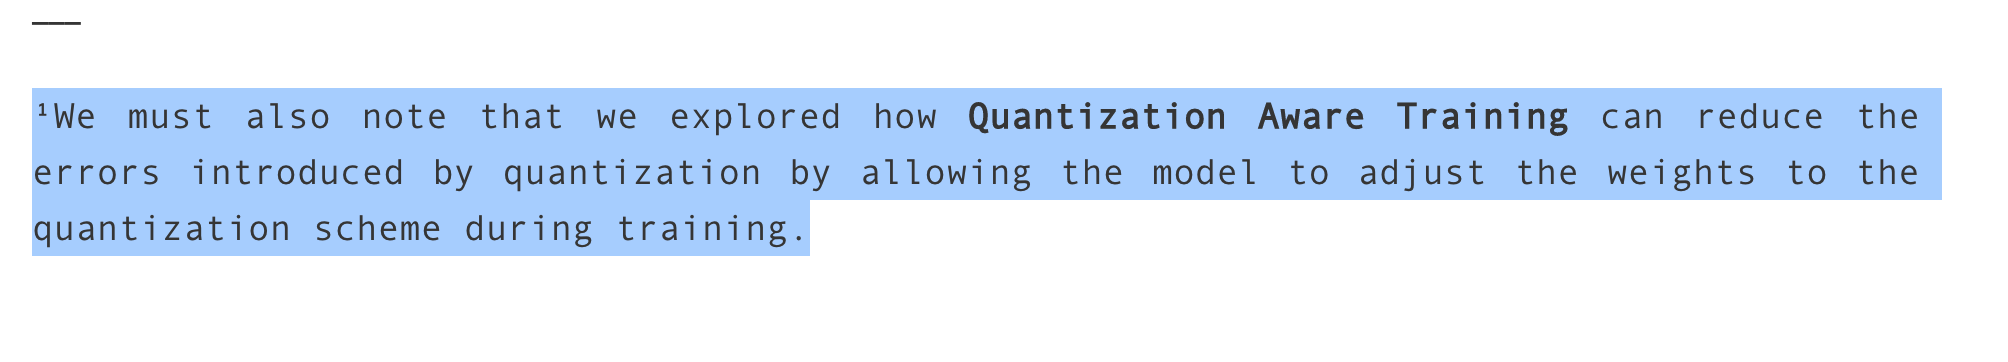 ¹We must also note that we explored how Quantization Aware Training can reduce the
errors introduced by quantization by allowing the model to adjust the weights to the
quantization scheme during training.